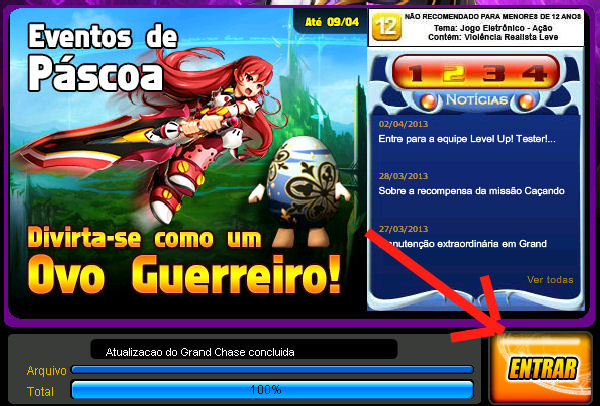 Eventos de
Páscoa
Até 09/04
Divirta-se como um
Ovo Guerreiro!
12
NÃO RECOMENDADO PARA MENORES DE 12 ANOS
Tema: Jogo Eletrônico - Ação
Contém: Violência Realista Leve
1 2 3 4
Notícias
02/04/2013
Entre para a equipe Level Up! Tester!...
28/03/2013
Sobre a recompensa da missão Caçando
27/03/2013
Manutenção extraordinária em Grand
Ver todas
Atualizacao do Grand Chase concluida
Arquivo
Total
100%
ENTRAR